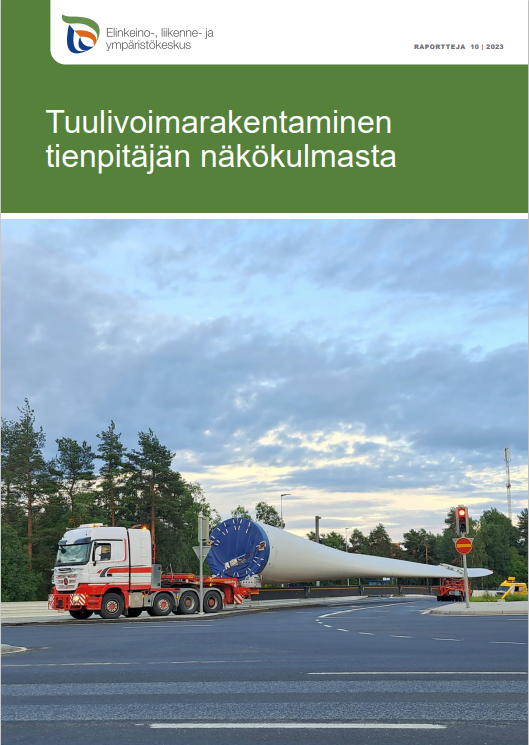 Elinkeino-, liikenne- ja
ympäristökeskus
RAPORTTEJA 10 | 2023
Tuulivoimarakentaminen
tienpitäjän näkökulmasta